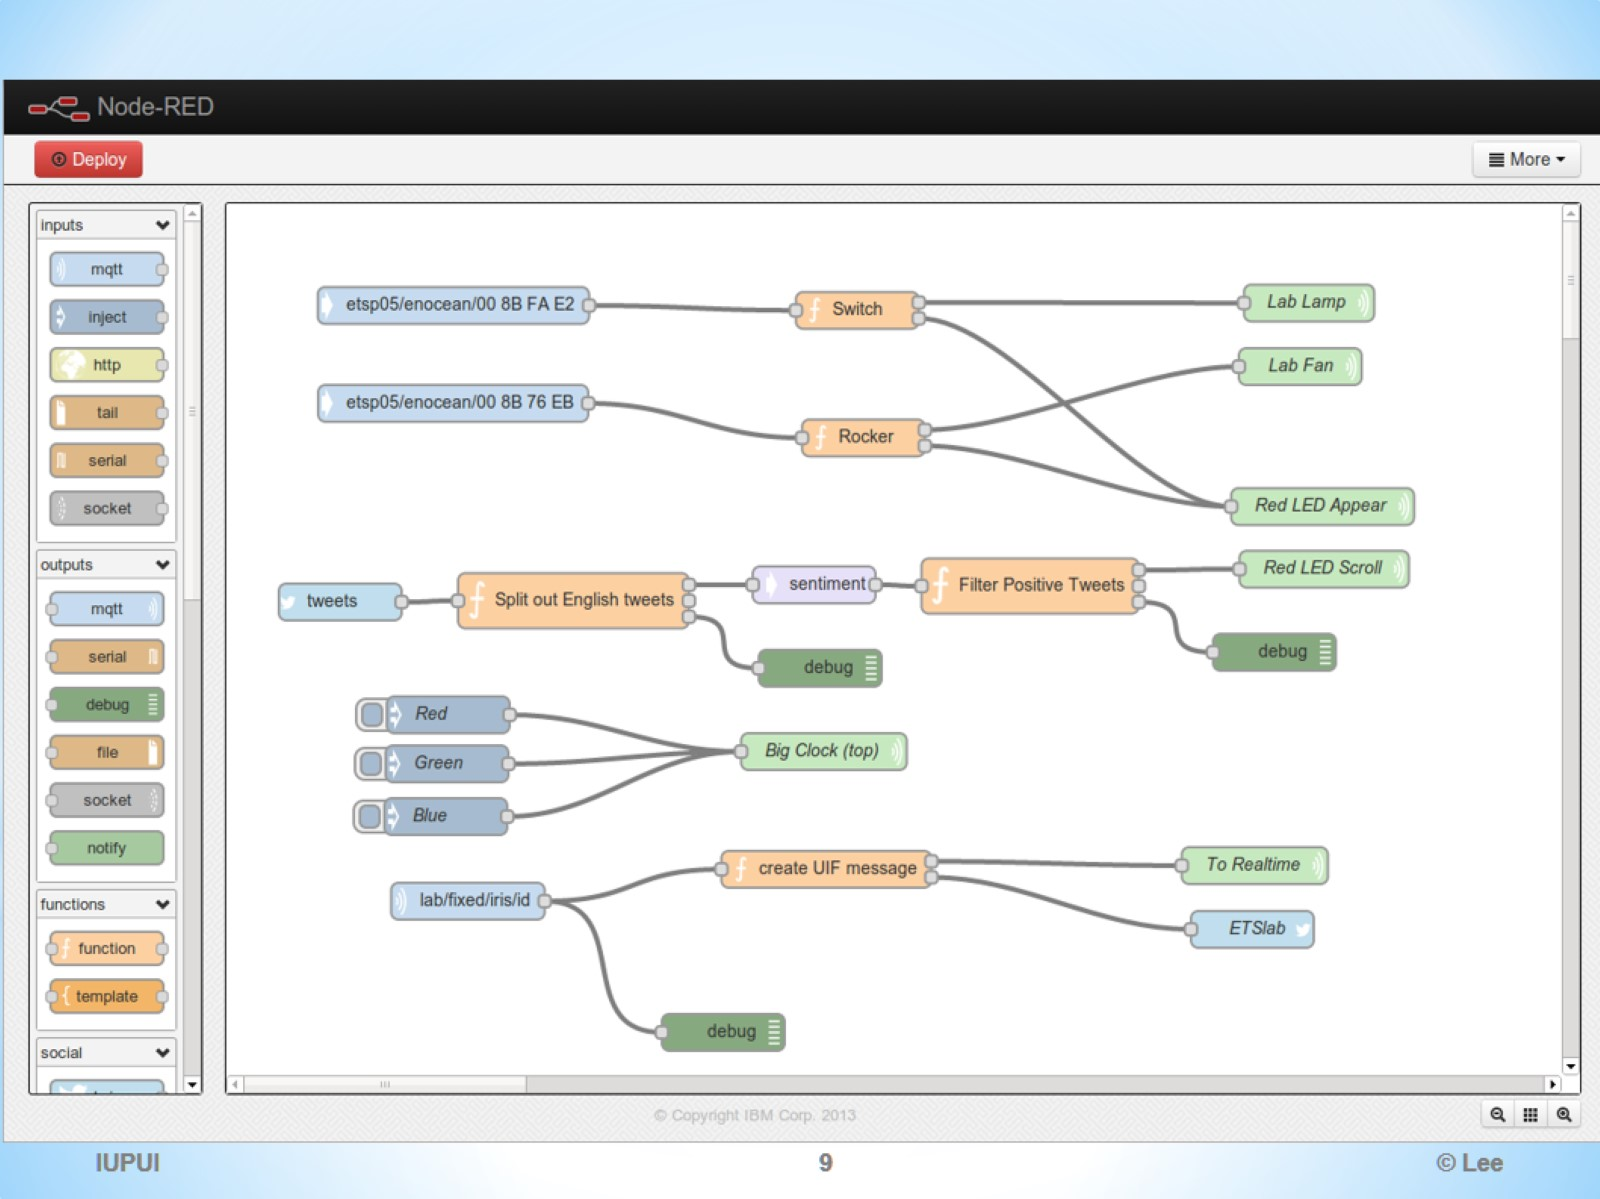 Node-RED
Deploy
More
inputs
mqtt
inject
http
tail
serial
socket
outputs
mqtt
serial
debug
file
socket
notify
functions
function
template
social
etsp05/enocean/00 8B FA E2
Switch
Lab Lamp
Lab Fan
etsp05/enocean/00 8B 76 EB
Rocker
Red LED Appear
Red LED Scroll
tweets
Split out English tweets
sentiment
Filter Positive Tweets
debug
debug
Red
Green
Blue
Big Clock (top)
lab/fixed/iris/id
create UIF message
To Realtime
ETSlab
debug
© Copyright IBM Corp. 2013
IUPUI
9
© Lee